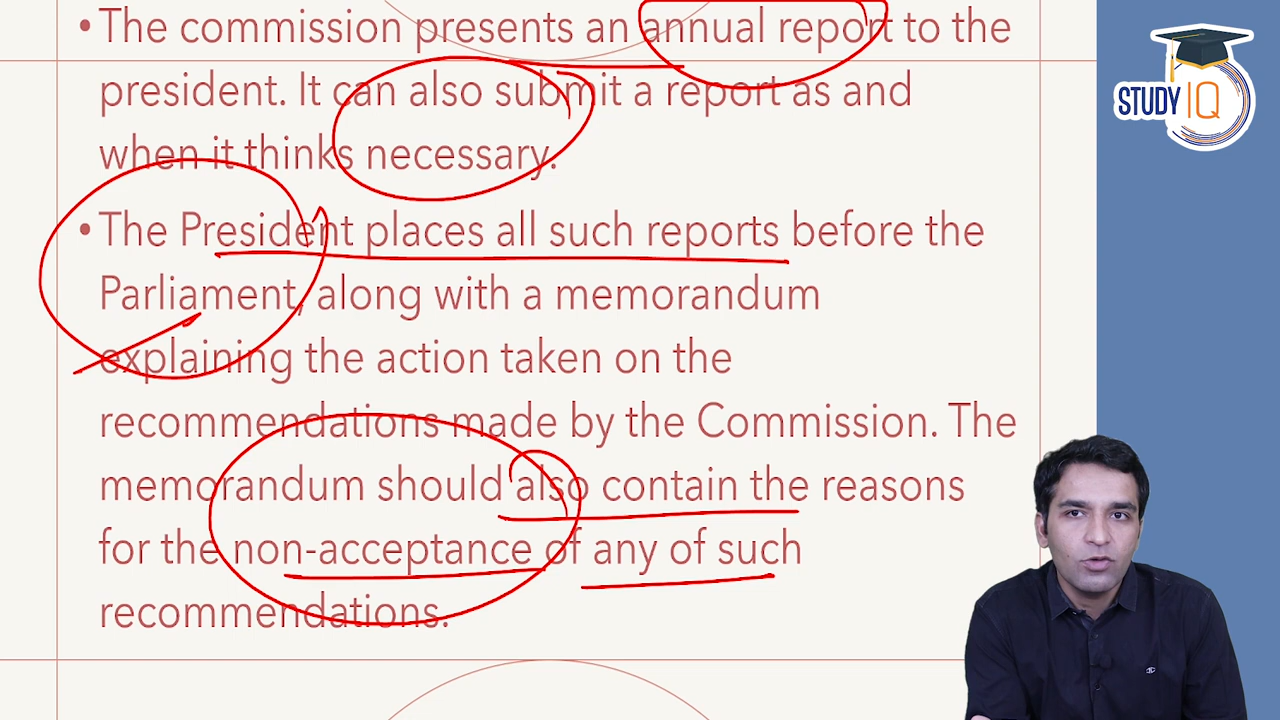 •The commission presents an annual report to the
president. It can also submit a report as and
when it thinks necessary.
•The President places all such reports before the
Parliament, along with a memorandum
explaining the action taken on the
recommendations made by the Commission. The
memorandum should also contain the reasons
for the non-acceptance of any of such
recommendations.
STUDY IQ